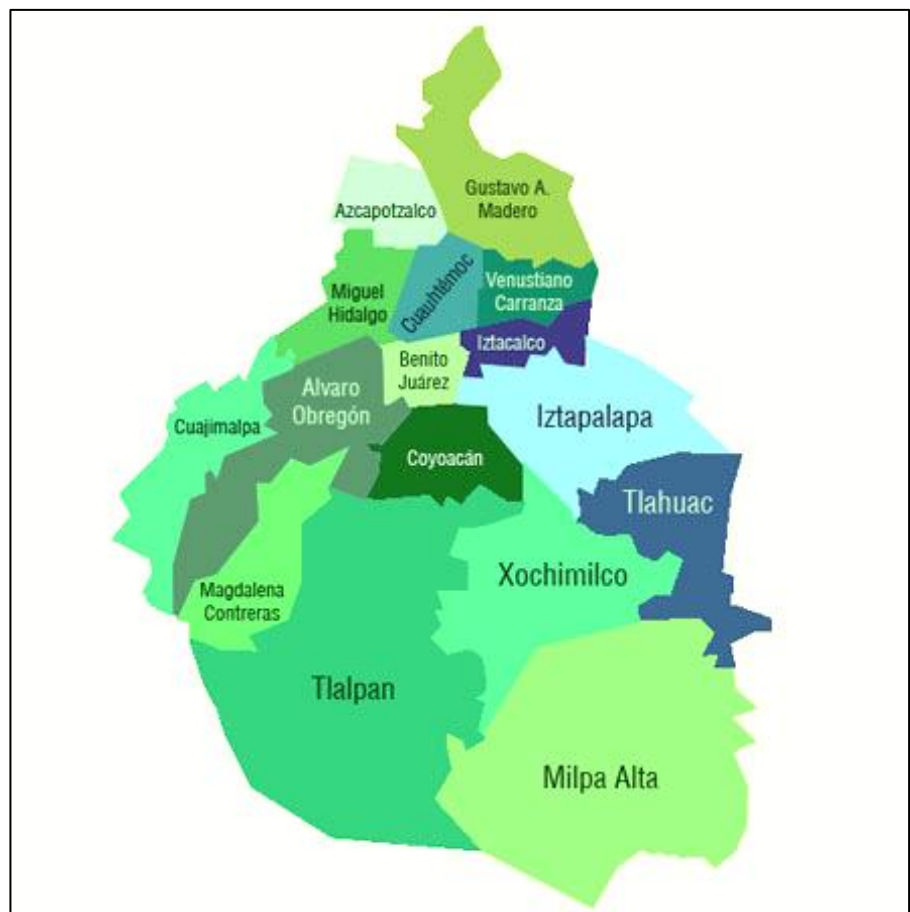 Gustavo A.
Madero
Azcapotzalco
Miguel
Hidalgo
Cuauhtémoc
Venustiano
Carranza
Iztacalco
Benito
Juárez
Alvaro
Obregón
Cuajimalpa
Iztapalapa
Coyoacán
Tlahuac
Xochimilco
Magdalena
Contreras
Tlalpan
Milpa Alta